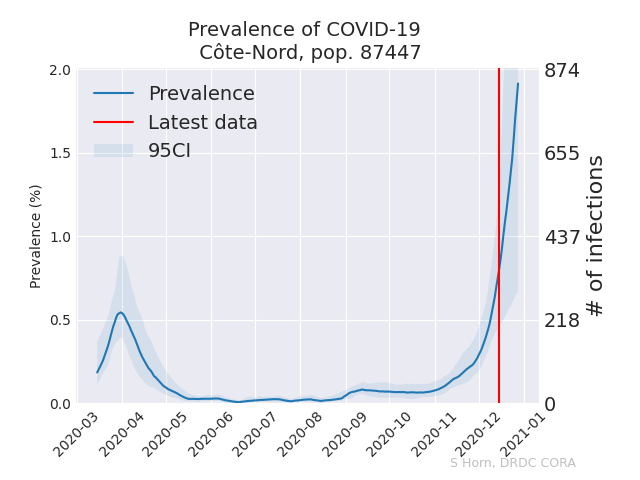 Prevalence of COVID-19
Côte-Nord, pop. 87447
Prevalence
Latest data
95CI
Prevalence (%)
2.0
1.5
1.0
0.5
0.0
874
655
437
218
0
# of infections
2020-03
2020-04
2020-05
2020-06
2020-07
2020-08
2020-09
2020-10
2020-11
2020-12
2021-01
S Horn, DRDC CORA